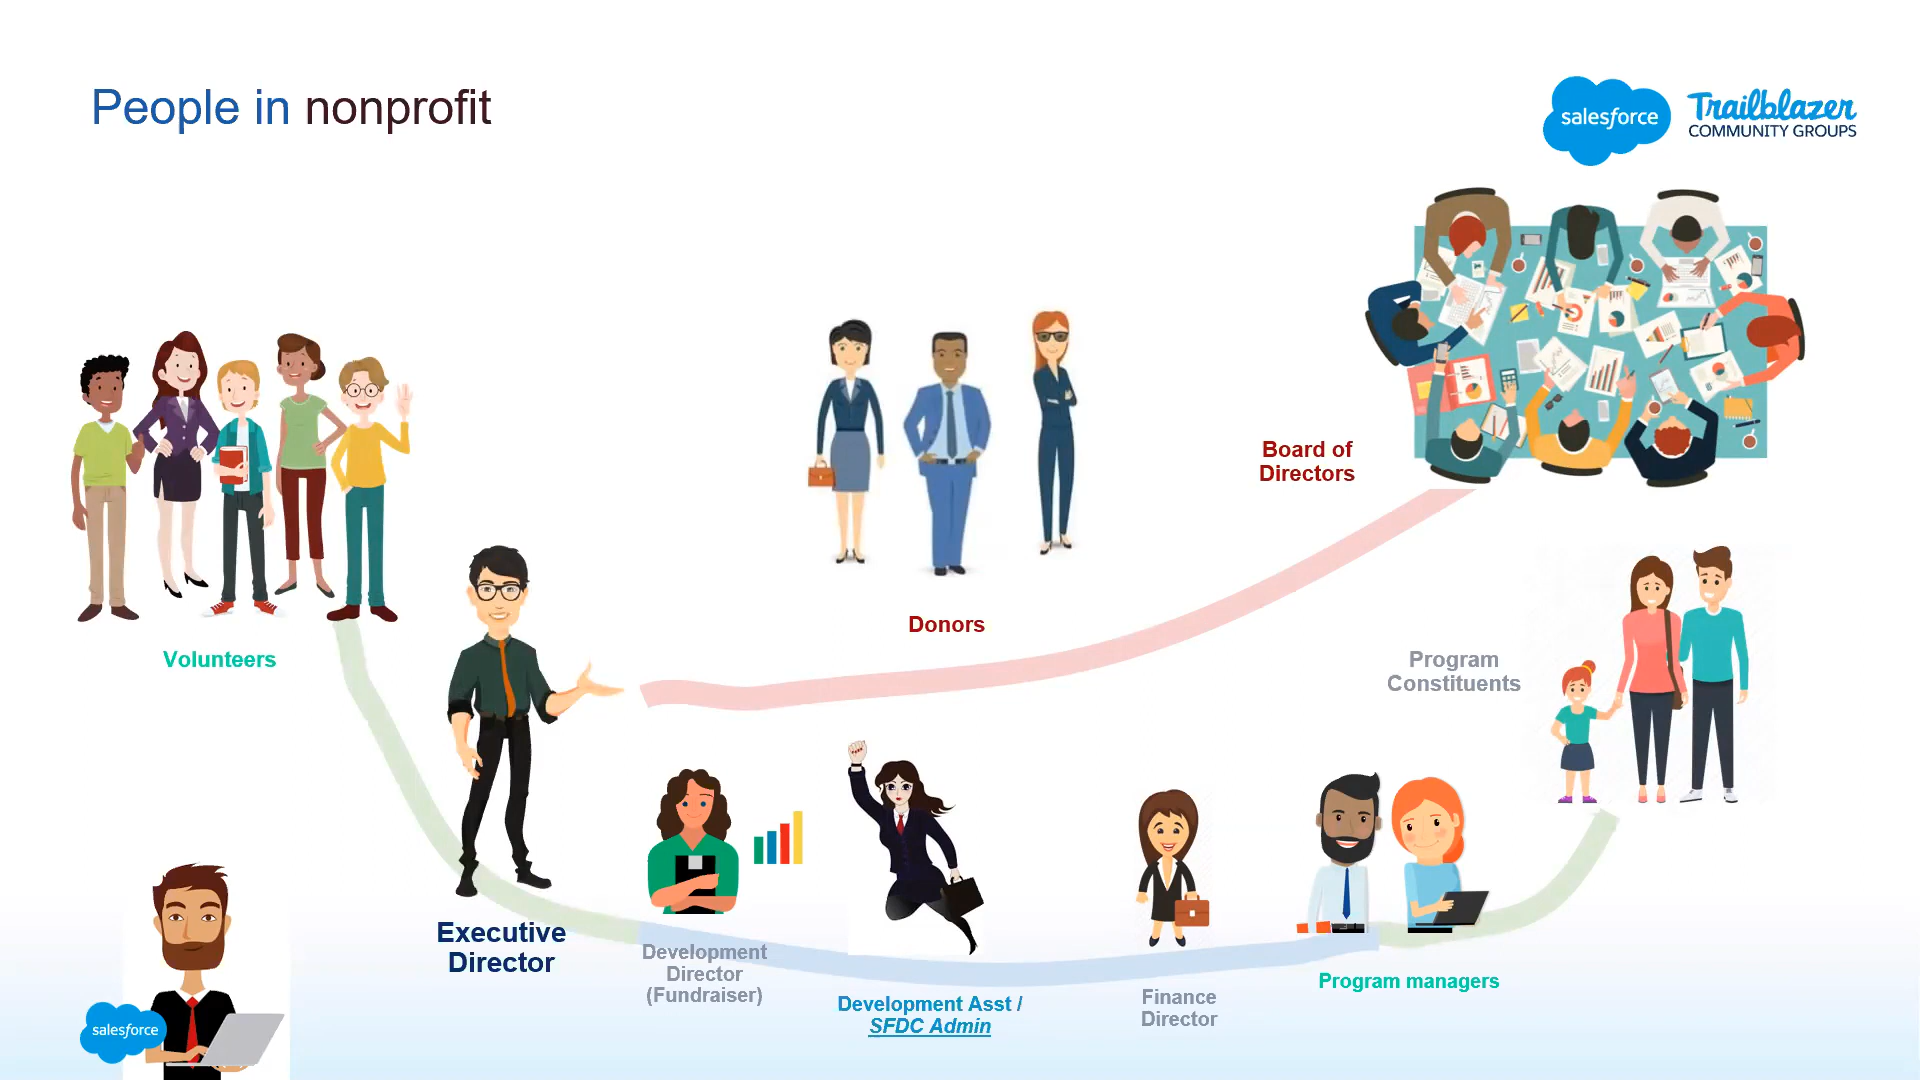 People in nonprofit
salesforce
Trailblazer
COMMUNITY GROUPS
Board of
Directors
Donors
Volunteers
Program
Constituents
Executive
Director
Development
Director
(Fundraiser)
Development Asst /
SFDC Admin
Finance
Director
Program managers
salesforce